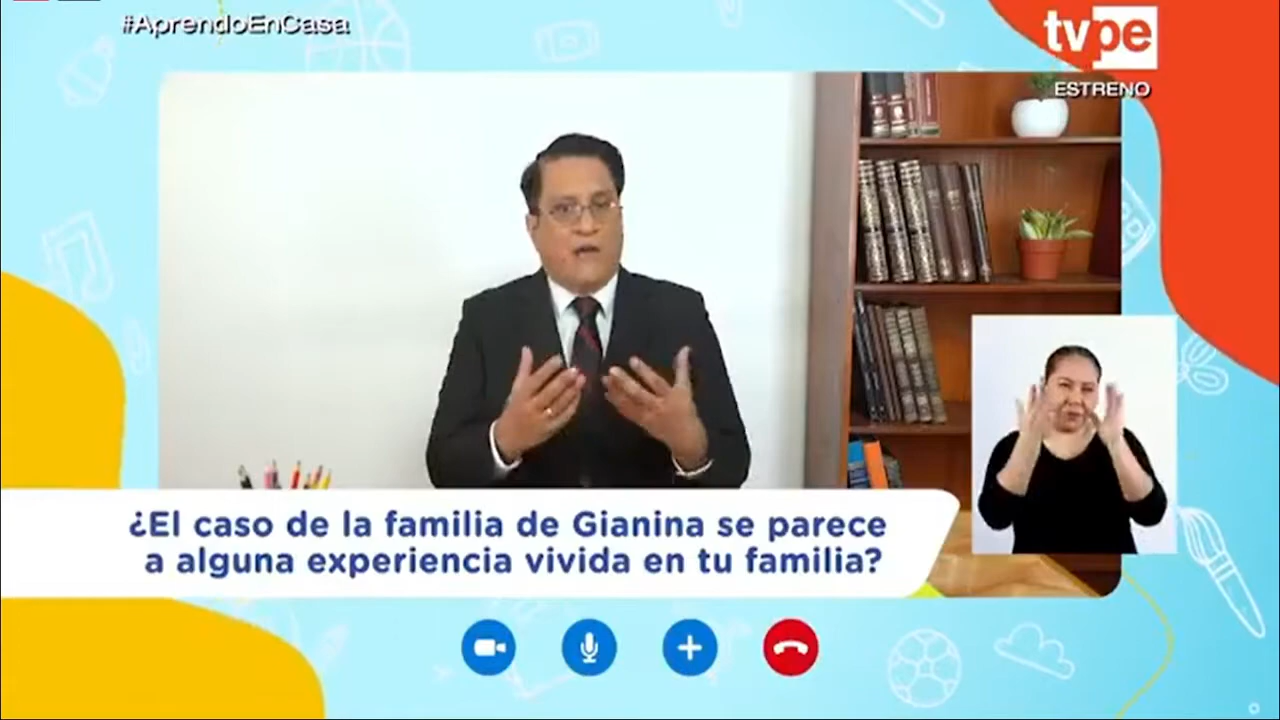 #AprendoEnCasa
tvpe
ESTRENO
¿El caso de la familia de Gianina se parece
a alguna experiencia vivida en tu familia?